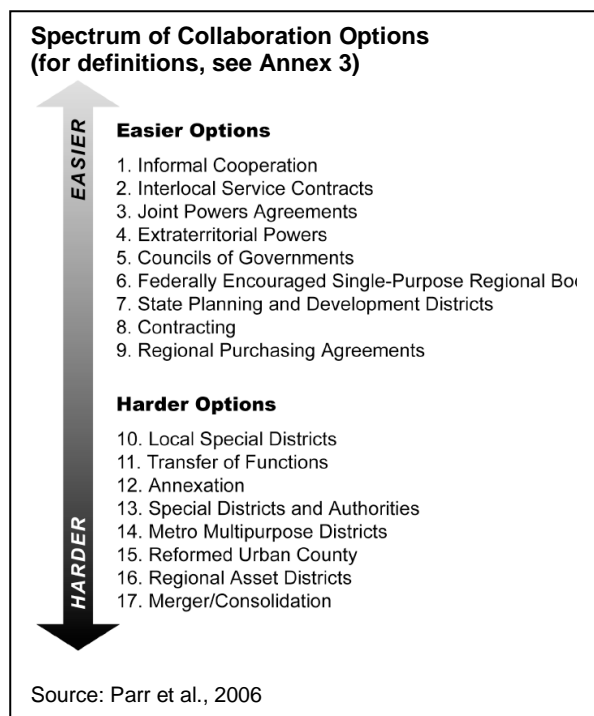 Spectrum of Collaboration Options
(for definitions, see Annex 3)
EASIER
Easier Options
1. Informal Cooperation
2. Interlocal Service Contracts
3. Joint Powers Agreements
4. Extraterritorial Powers
5. Councils of Governments
6. Federally Encouraged Single-Purpose Regional
7. State Planning and Development Districts
8. Contracting
9. Regional Purchasing Agreements
Harder Options
10. Local Special Districts
11. Transfer of Functions
12. Annexation
13. Special Districts and Authorities
14. Metro Multipurpose Districts
15. Reformed Urban County
16. Regional Asset Districts
17. Merger/Consolidation
HARDER
Source: Parr et al., 2006